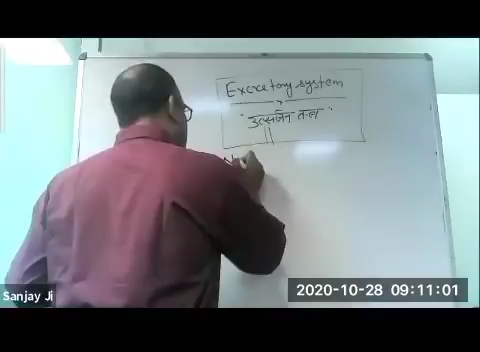 Excretory system
" उत्सर्जन तन्त्र "
Sanjay Ji
2020-10-28 09:11:01